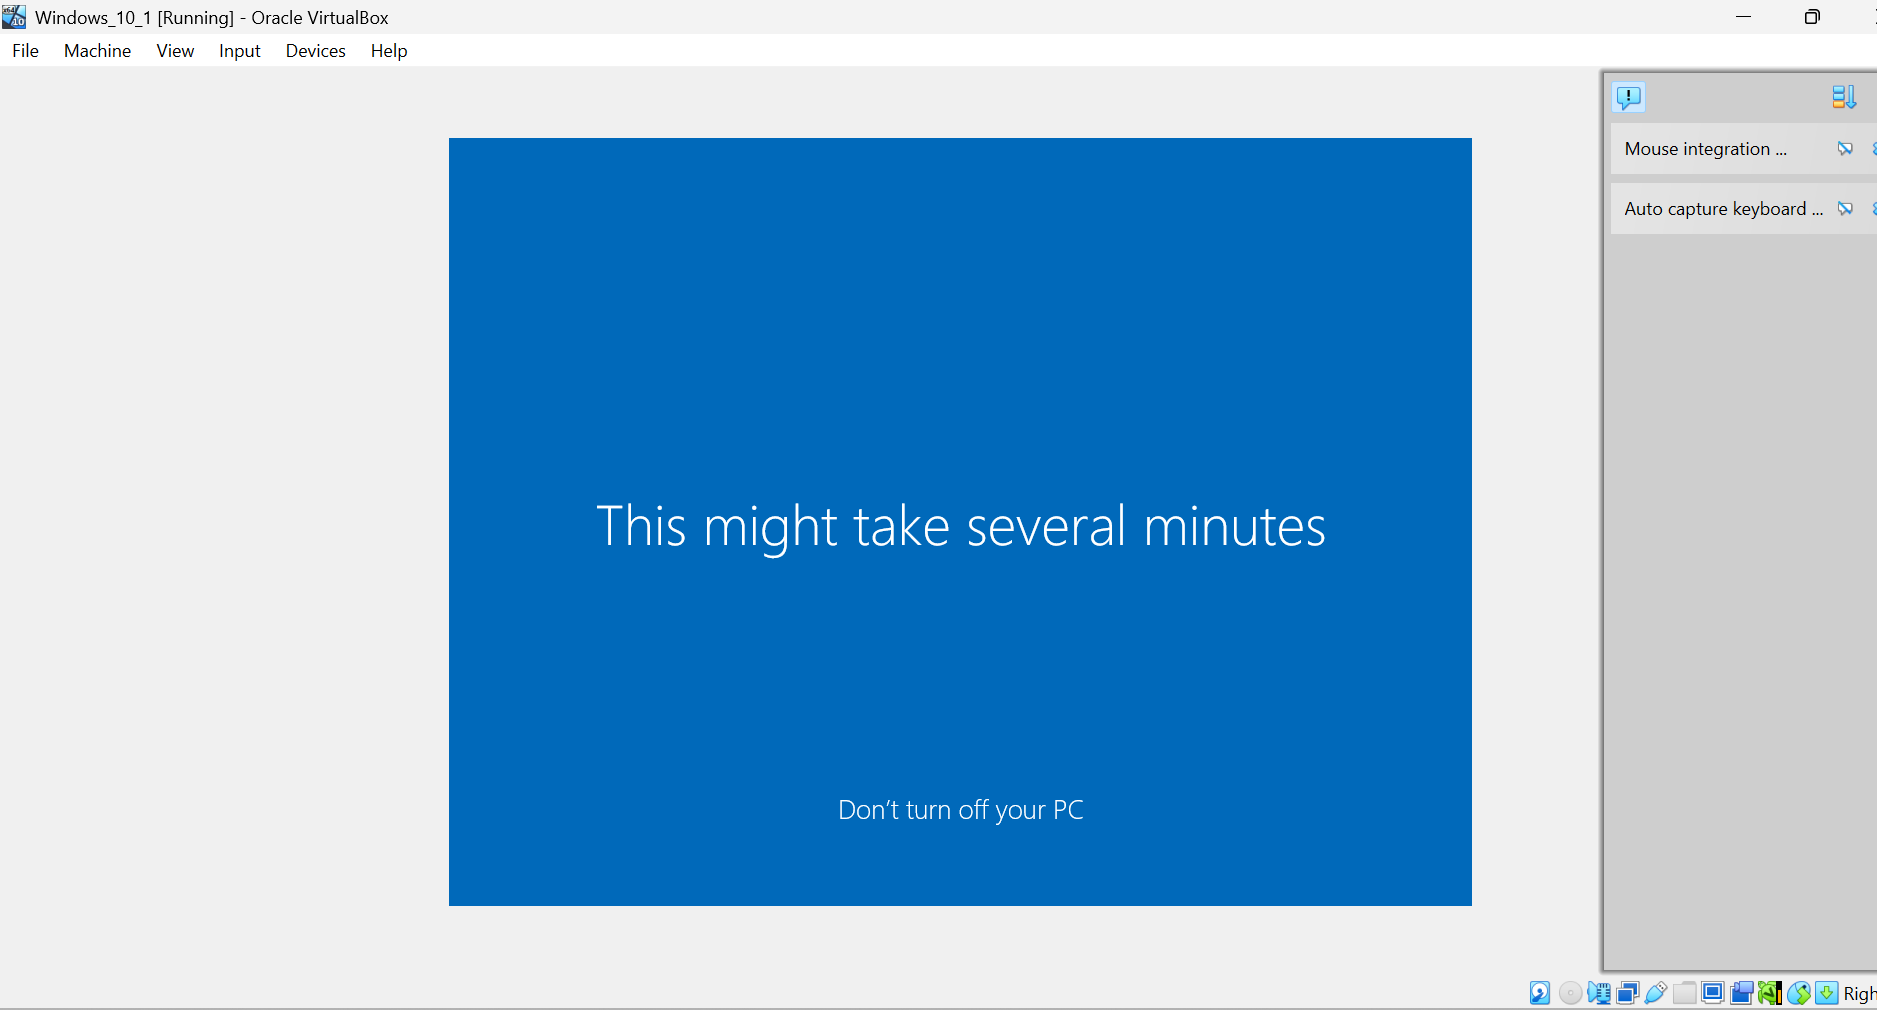 Windows_10_1 [Running] - Oracle VirtualBox
File Machine View Input Devices Help
Mouse integration ...
Auto capture keyboard ...
This might take several minutes
Don't turn off your PC
Righ